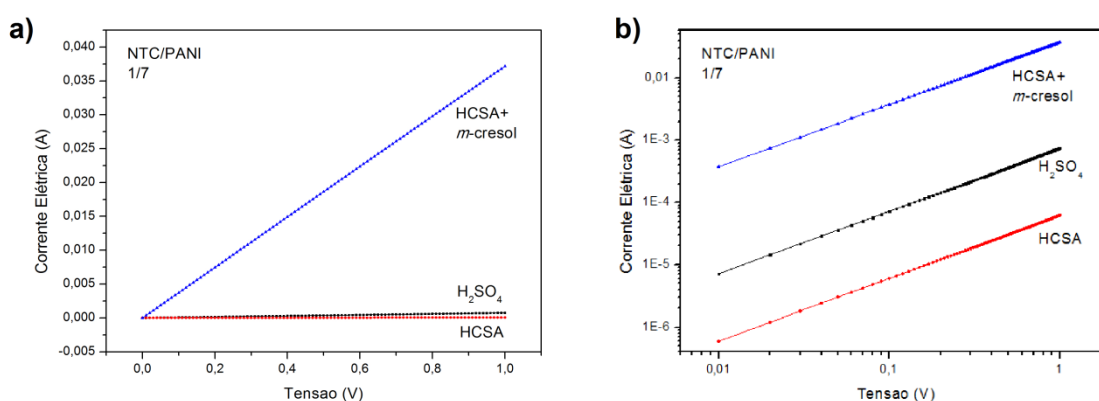 a)
NTC/PANI
1/7
HCSA+
m-cresol
H₂SO₄
HCSA
Corrente Elétrica (A)
0,040
0,035
0,030
0,025
0,020
0,015
0,010
0,005
0,000
-0,005
0,0 0,2 0,4 0,6 0,8 1,0
Tensao (V)
b)
NTC/PANI
1/7
HCSA+
m-cresol
H₂SO₄
HCSA
Corrente Elétrica (A)
0,01
1E-3
1E-4
1E-5
1E-6
0,01 0,1 1
Tensao (V)